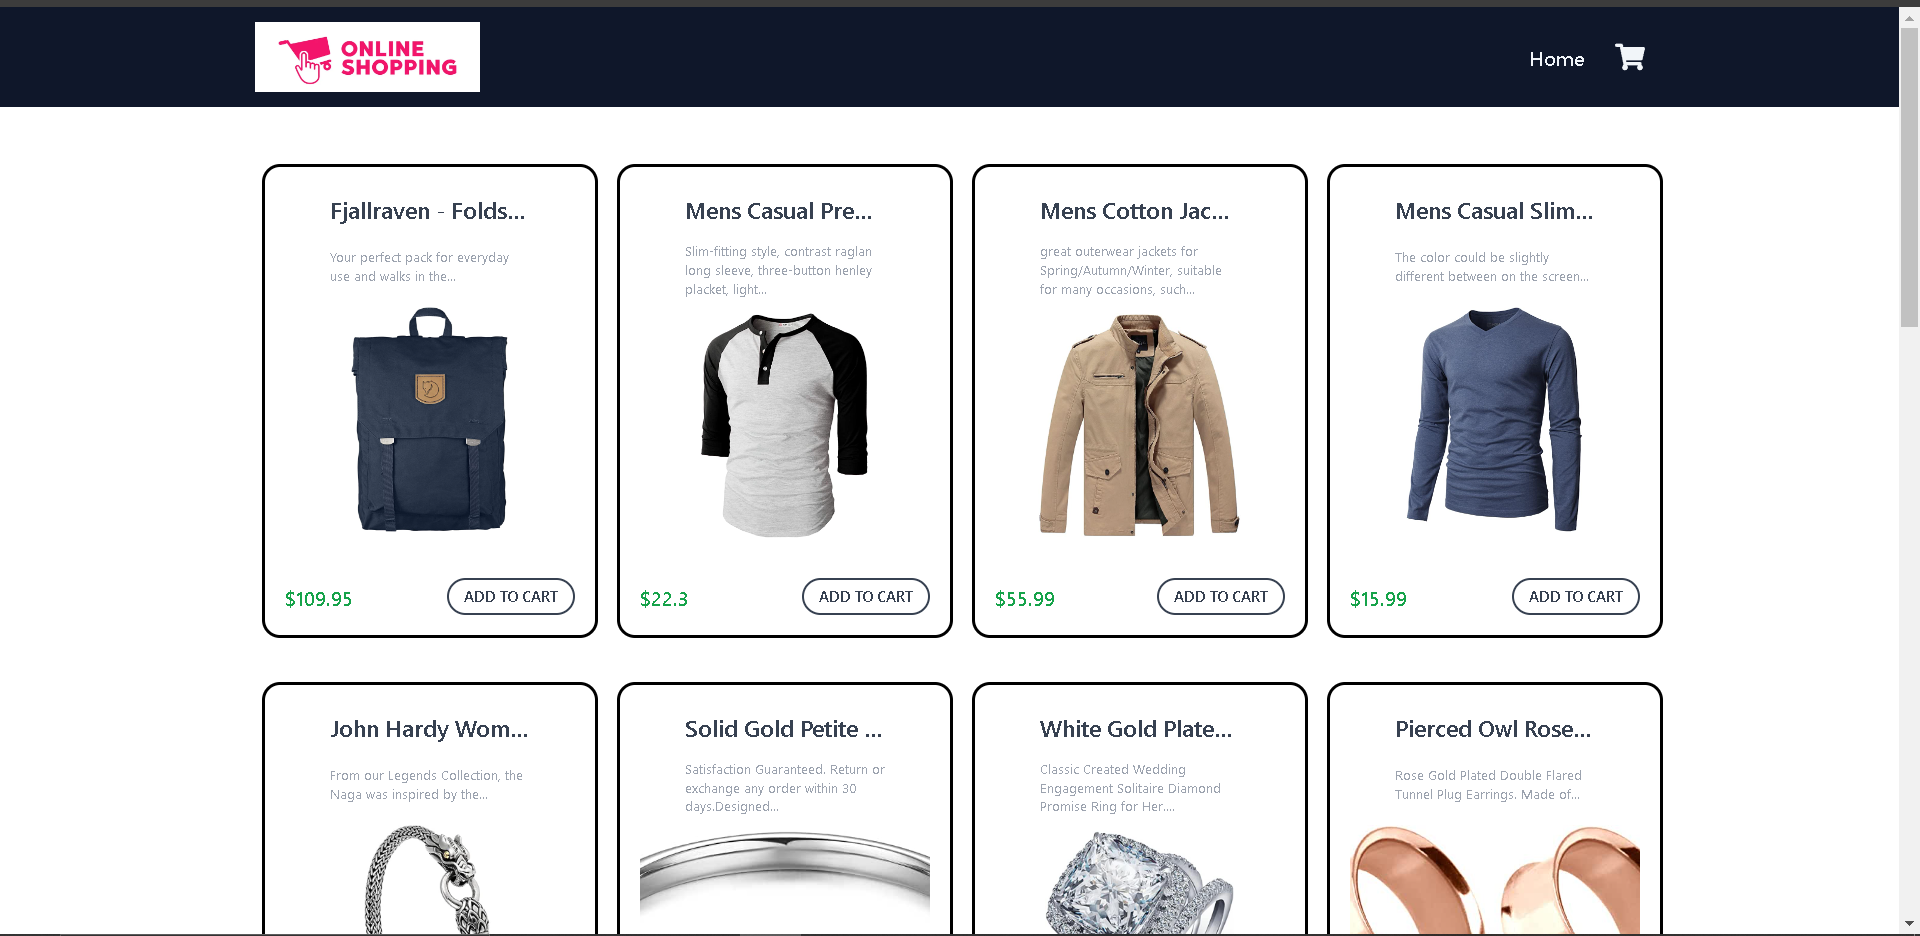 ONLINE
SHOPPING
Home
Fjallraven - Folds...
Your perfect pack for everyday
use and walks in the...
$109.95
ADD TO CART
Mens Casual Pre...
Slim-fitting style, contrast raglan
long sleeve, three-button henley
placket, light...
$22.3
ADD TO CART
Mens Cotton Jac...
great outerwear jackets for
Spring/Autumn/Winter, suitable
for many occasions, such...
$55.99
ADD TO CART
Mens Casual Slim...
The color could be slightly
different between on the screen...
$15.99
ADD TO CART
John Hardy Wom...
From our Legends Collection, the
Naga was inspired by the...
Solid Gold Petite ...
Satisfaction Guaranteed. Return or
exchange any order within 30
days.Designed...
White Gold Plate...
Classic Created Wedding
Engagement Solitaire Diamond
Promise Ring for Her....
Pierced Owl Rose...
Rose Gold Plated Double Flared
Tunnel Plug Earrings. Made of...